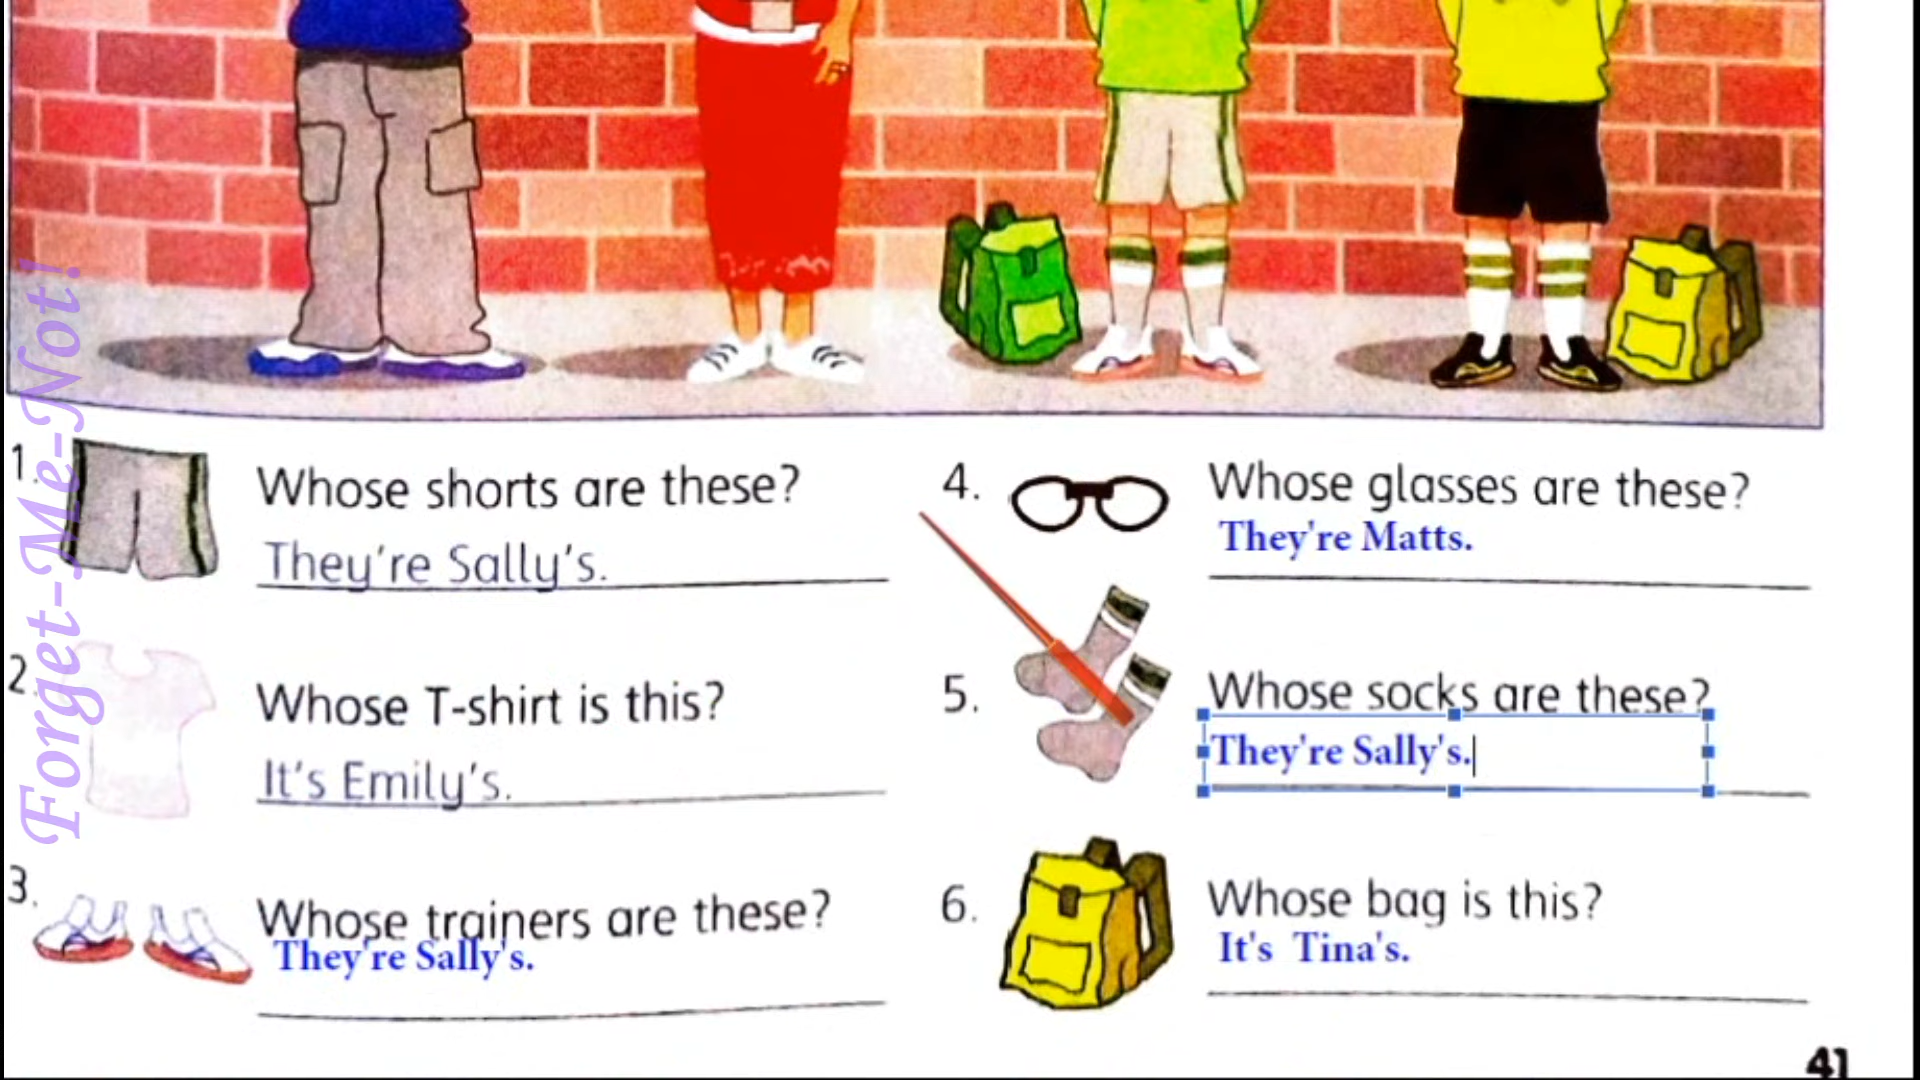 Forget-Me-Not!
1.
Whose shorts are these?
They're Sally's.
2.
Whose T-shirt is this?
It's Emily's.
3.
Whose trainers are these?
They're Sally's.
4.
Whose glasses are these?
They're Matts.
5.
Whose socks are these?
They're Sally's.
6.
Whose bag is this?
It's Tina's.
41